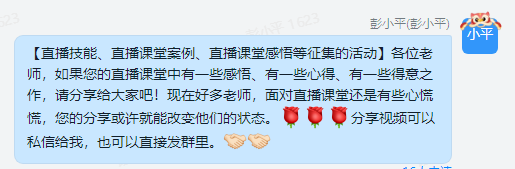 彭小平(彭小平)
小平
【直播技能、直播课堂案例、直播课堂感悟等征集的活动】各位老
师，如果您的直播课堂中有一些感悟、有一些心得、有一些得意之
作，请分享给大家吧！现在好多老师，面对直播课堂还是有些心慌
慌，您的分享或许就能改变他们的状态。🌹🌹🌹分享视频可以
私信给我，也可以直接发群里。🤝🤝